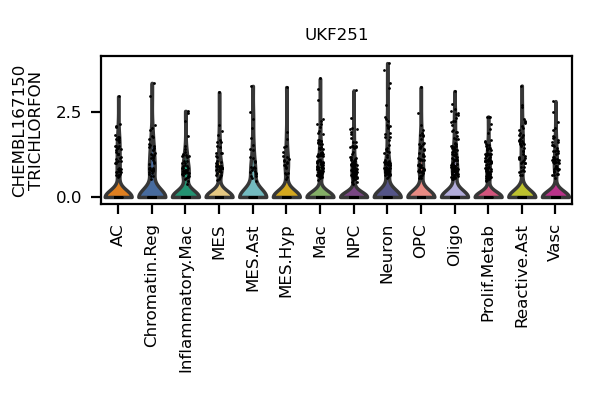 UKF251
CHEMBL167150
TRICHLORFON
2.5
0.0
AC
Chromatin.Reg
Inflammatory.Mac
MES
MES.Ast
MES.Hyp
Mac
NPC
Neuron
OPC
Oligo
Prolif.Metab
Reactive.Ast
Vasc